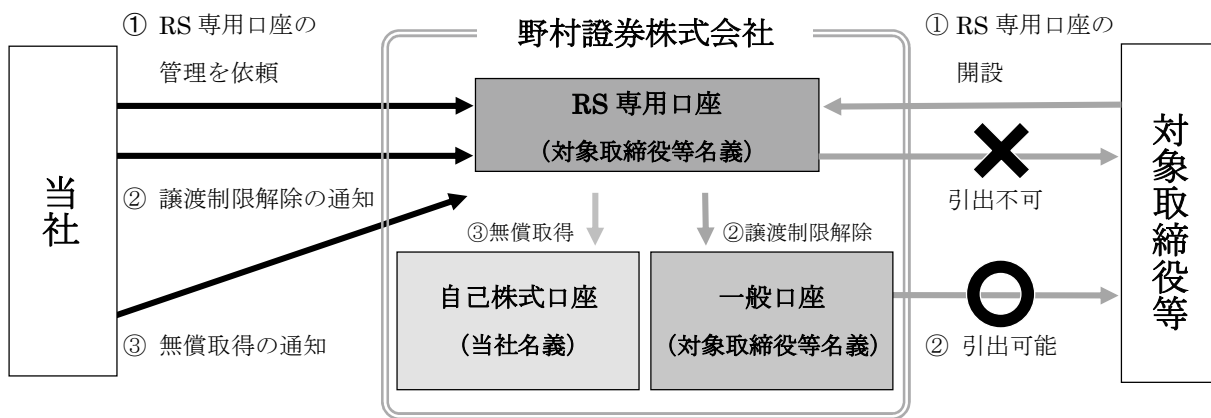 ① RS 専用口座の
管理を依頼
野村證券株式会社
① RS 専用口座の
開設
当社
RS 専用口座
(対象取締役等名義)
対象取締役等
② 譲渡制限解除の通知
引出不可
③無償取得
②譲渡制限解除
自己株式口座
(当社名義)
一般口座
(対象取締役等名義)
③ 無償取得の通知
② 引出可能